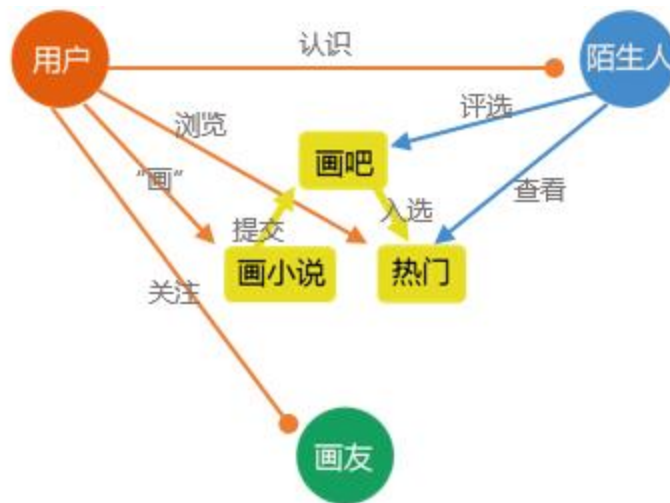 认识
用户
陌生人
评选
浏览
画吧
“画”
查看
入选
提交
画小说
热门
关注
画友